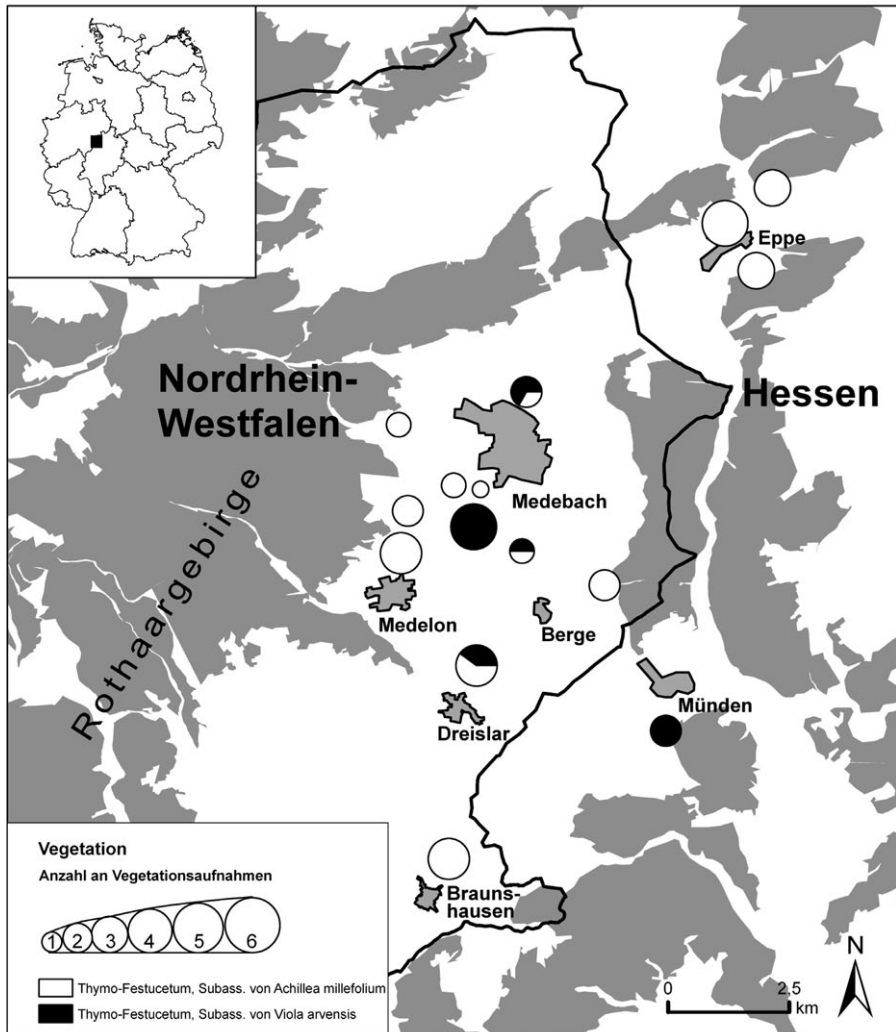 Eppe
Nordrhein-
Westfalen
Hessen
Medebach
Rothaargebirge
Medelon
Berge
Münden
Dreislar
Vegetation
Anzahl an Vegetationsaufnahmen
1 2 3 4 5 6
Thymo-Festucetum, Subass. von Achillea millefolium
Thymo-Festucetum, Subass. von Viola arvensis
Brauns-
hausen
N
0 2,5
km